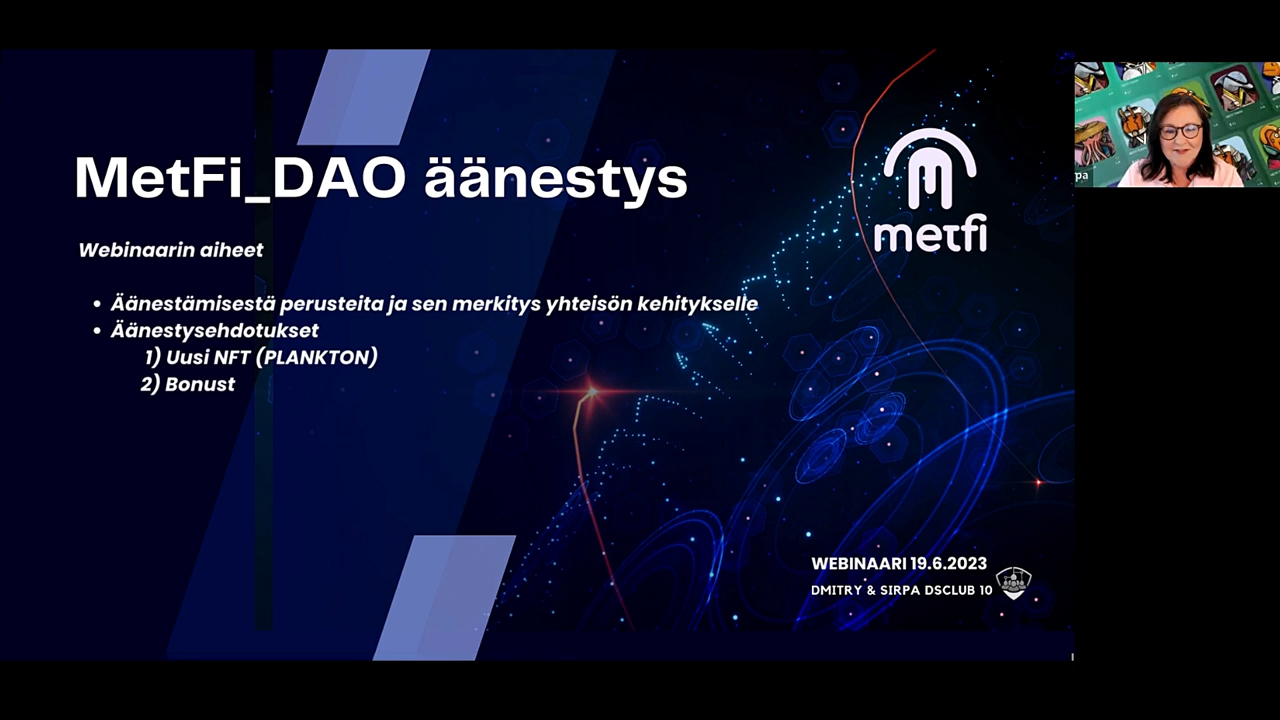 MetFi_DAO äänestys
metfi
Webinaarin aiheet
• Äänestämisestä perusteita ja sen merkitys yhteisön kehitykselle
• Äänestysehdotukset
1) Uusi NFT (PLANKTON)
2) Bonust
WEBINAARI 19.6.2023
DMITRY & SIRPA DSCLUB 10
rpa